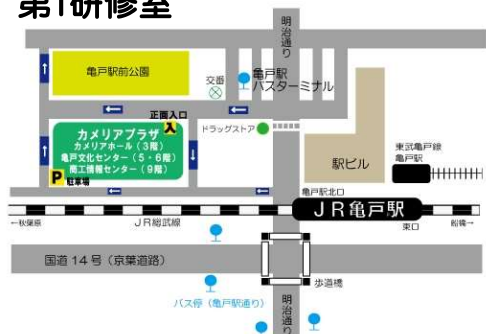 第1研修室
明治通り
亀戸駅前公園
交番
亀戸駅
バスターミナル
正面入口
入
カメリアプラザ
カメリアホール（3階）
亀戸文化センター（5・6階）
商工情報センター（9階）
P 駐車場
ドラッグストア
駅ビル
東武亀戸線
亀戸駅
亀戸駅北口
JR亀戸駅
←秋葉原
JR総武線
東口
船橋→
国道14号（京葉道路）
歩道橋
バス停（亀戸駅通り）
明治通り